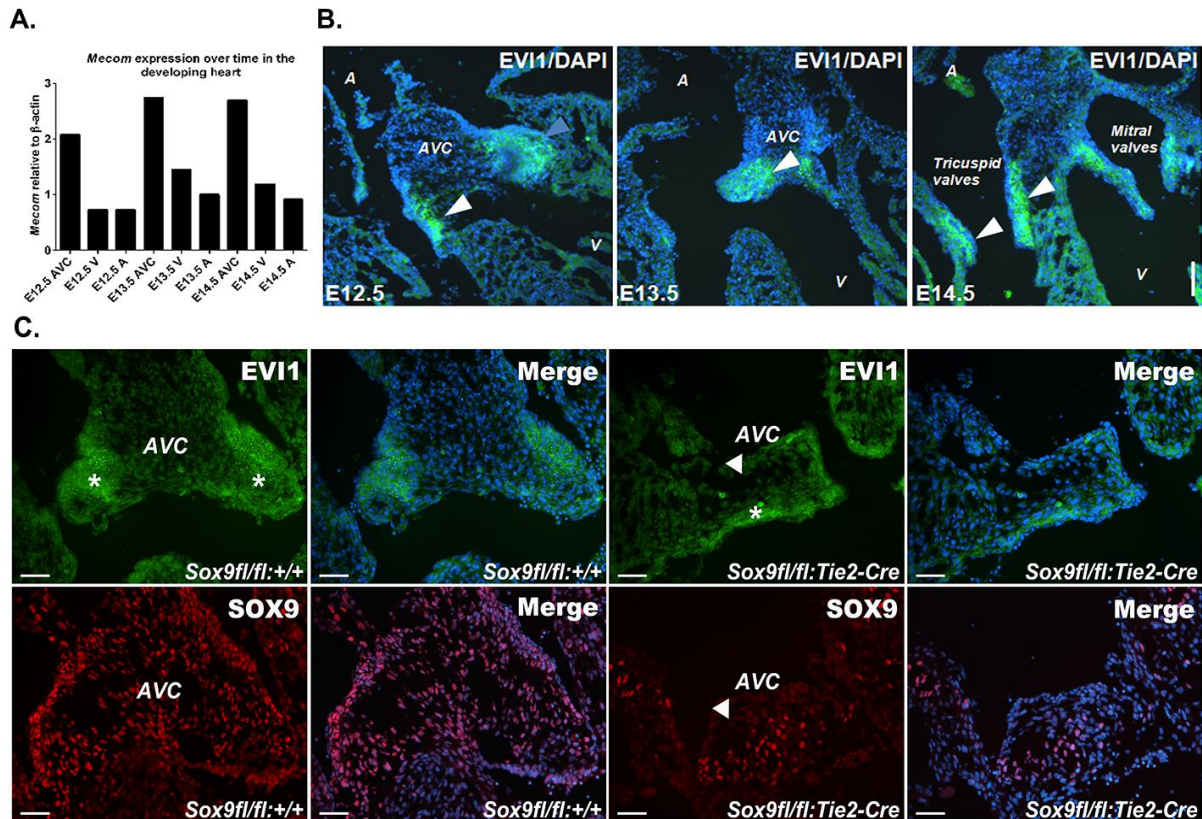 A.
Mecom expression over time in the
developing heart
Mecom relative to β-actin
3
2
1
0
E12.5 AVC
E12.5 V
E12.5 A
E13.5 AVC
E13.5 V
E13.5 A
E14.5 AVC
E14.5 V
E14.5 A
B.
EVI1/DAPI
A
AVC
V
E12.5
EVI1/DAPI
A
AVC
V
E13.5
EVI1/DAPI
A
Mitral
valves
Tricuspid
valves
V
E14.5
C.
EVI1
AVC
* *
Sox9fl/fl:+/+
Merge
Sox9fl/fl:+/+
EVI1
AVC
*
Sox9fl/fl:Tie2-Cre
Merge
Sox9fl/fl:Tie2-Cre
SOX9
AVC
Sox9fl/fl:+/+
Merge
Sox9fl/fl:+/+
SOX9
AVC
Sox9fl/fl:Tie2-Cre
Merge
Sox9fl/fl:Tie2-Cre